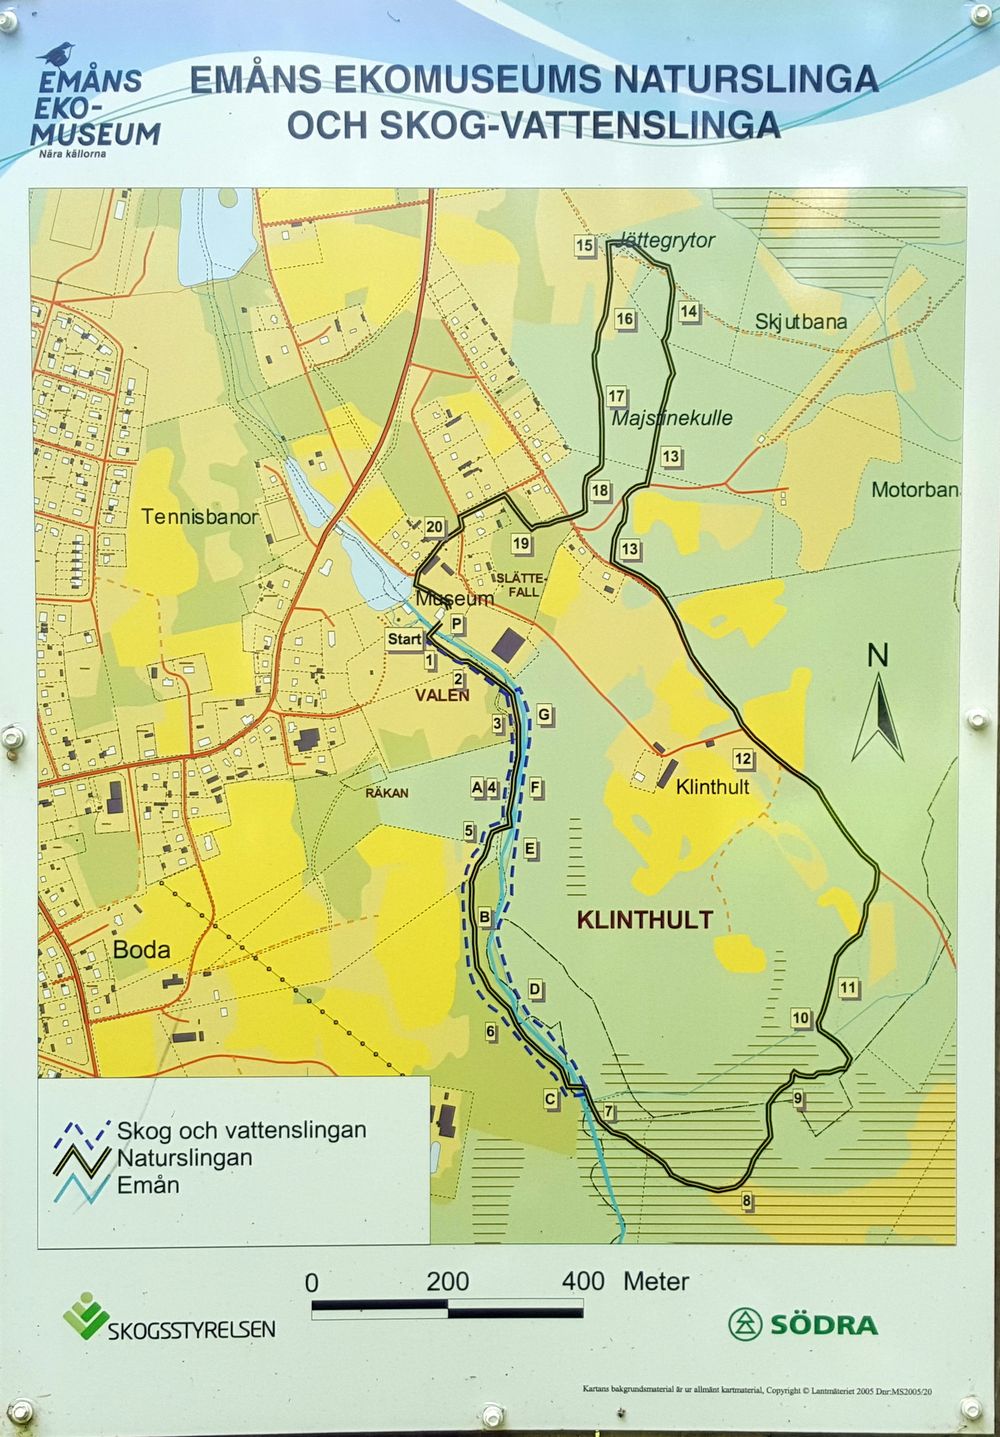 EMÅNS
EKO-
MUSEUM
Nära källorna
EMÅNS EKOMUSEUMS NATURSLINGA
OCH SKOG-VATTENSLINGA
15
Jättegrytor
14
16
Skjutbana
17
Majstinekulle
13
18
Motorban
Tennisbanor
20
19
13
SLÄTTE-
FALL
Museum
P
Start
1
2
VALEN
N
3
G
12
Klinthult
A 4
F
RÄKAN
5
E
B
KLINTHULT
Boda
D
11
6
10
C
7
9
8
Skog och vattenslingan
Naturslingan
Emån
0 200 400 Meter
SKOGSSTYRELSEN
SÖDRA
Kartans bakgrundsmaterial är ur allmänt kartmaterial, Copyright © Lantmäteriet 2005 Dnr:MS2005/20